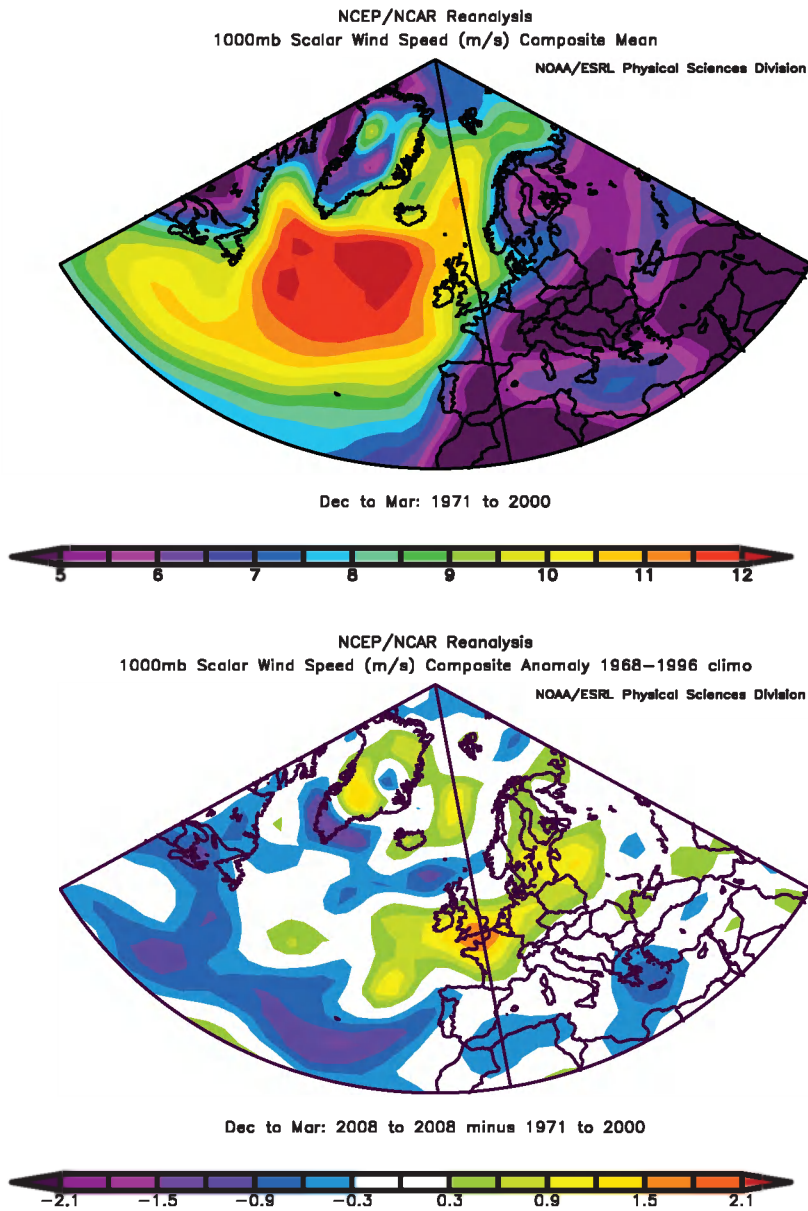 NCEP/NCAR Reanalysis
1000mb Scalar Wind Speed (m/s) Composite Mean
NOAA/ESRL Physical Sciences Division
Dec to Mar: 1971 to 2000
5 6 7 8 9 10 11 12
NCEP/NCAR Reanalysis
1000mb Scalar Wind Speed (m/s) Composite Anomaly 1968-1996 climo
NOAA/ESRL Physical Sciences Division
Dec to Mar: 2008 to 2008 minus 1971 to 2000
-2.1 -1.5 -0.9 -0.3 0.3 0.9 1.5 2.1